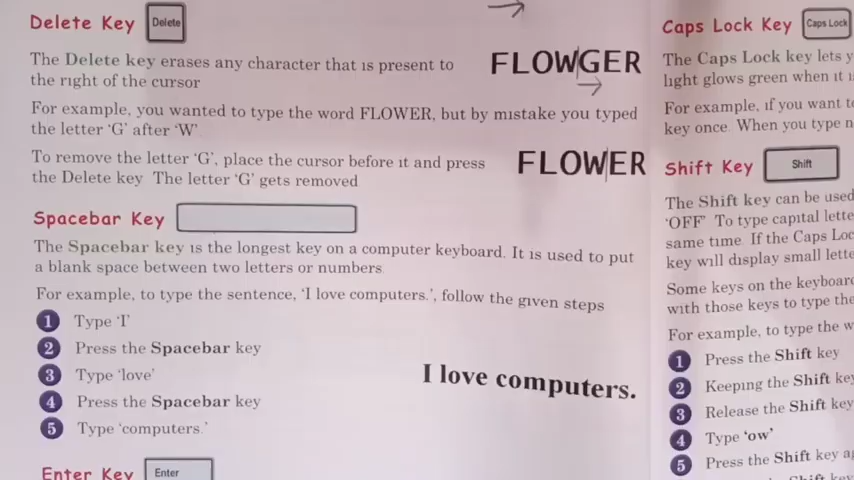 Delete Key Delete
The Delete key erases any character that is present to
the right of the cursor
FLOWGER
For example, you wanted to type the word FLOWER, but by mistake you typed
the letter 'G' after 'W'
To remove the letter 'G', place the cursor before it and press
the Delete key The letter 'G' gets removed
FLOWER
Spacebar Key
The Spacebar key is the longest key on a computer keyboard. It is used to put
a blank space between two letters or numbers
For example, to type the sentence, 'I love computers.', follow the given steps
1 Type 'I'
2 Press the Spacebar key
3 Type 'love'
4 Press the Spacebar key
5 Type 'computers.'
I love computers.
Enter Key Enter
Caps Lock Key Caps Lock
The Caps Lock key lets
light glows green when it
For example, if you want
key once. When you type
Shift Key Shift
The Shift key can be used
'OFF' To type capital
same time. If the Caps
key will display small
Some keys on the
with those keys to type the
For example, to type the
1 Press the Shift key
2 Keeping the Shift
3 Release the Shift key
4 Type 'ow'
5 Press the Shift key